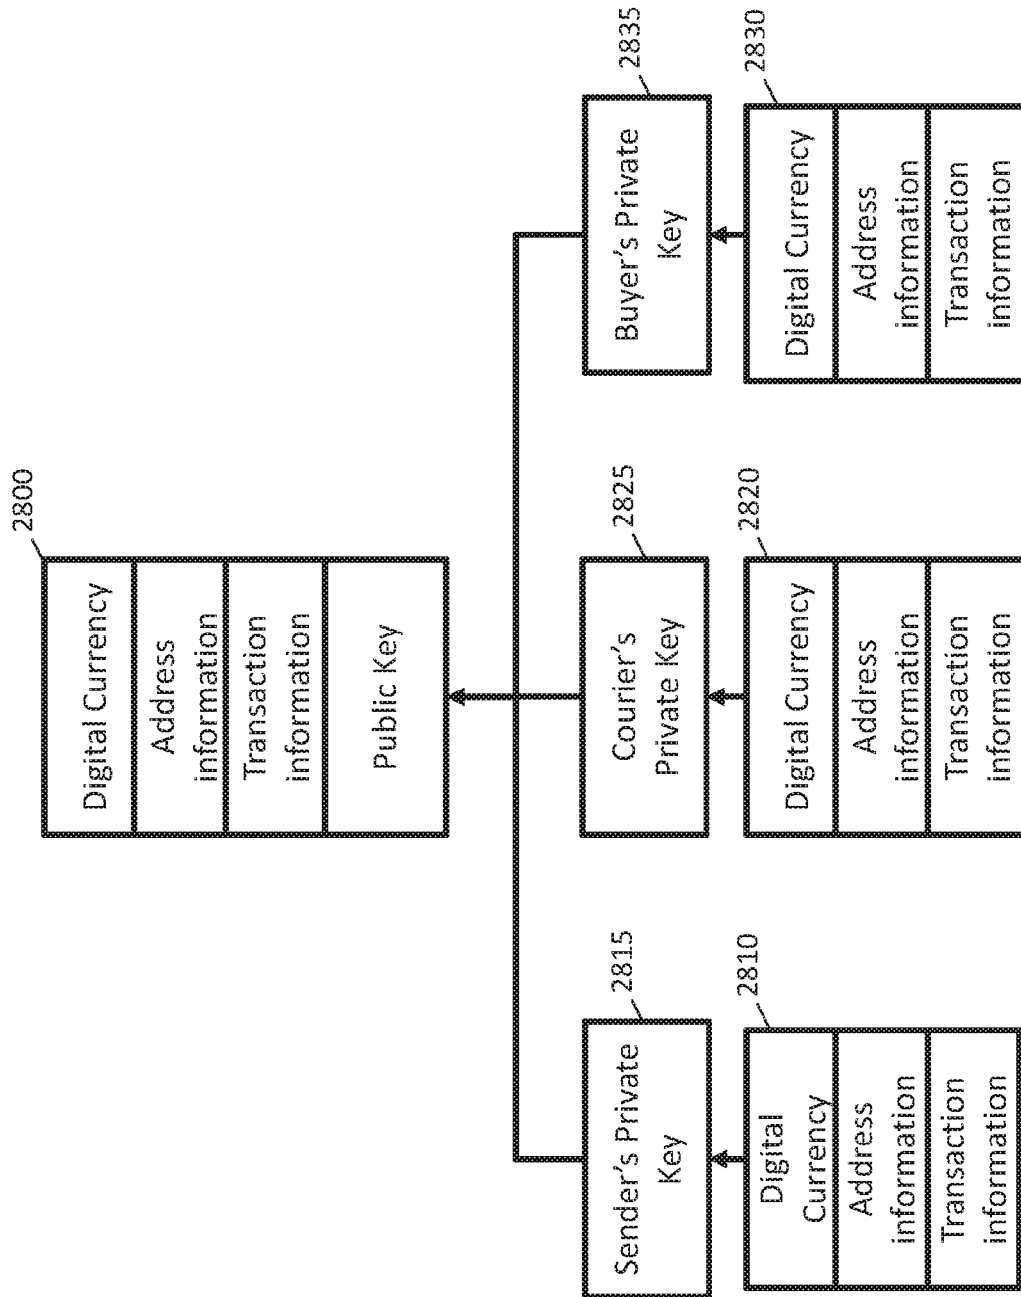 2800
Digital Currency
Address
information
Transaction
information
Public Key
2815
Sender's Private
Key
2810
Digital
Currency
Address
information
Transaction
information
2825
Courier's
Private Key
2820
Digital Currency
Address
information
Transaction
information
2835
Buyer's Private
Key
2830
Digital Currency
Address
information
Transaction
information